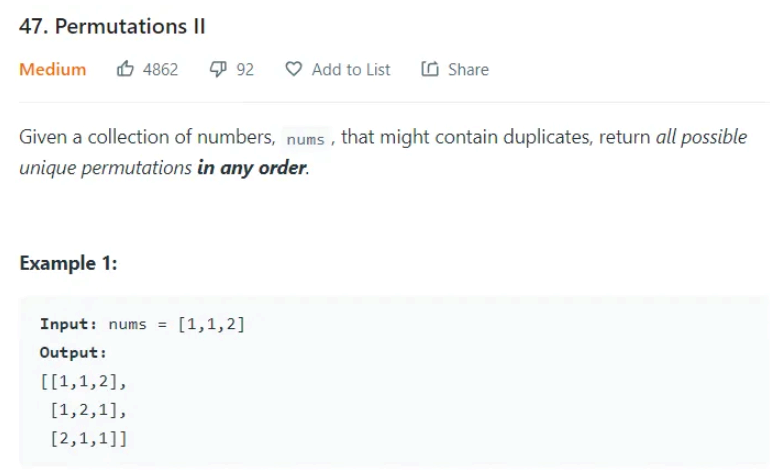 47. Permutations II
Medium 4862 92 Add to List Share
Given a collection of numbers, nums , that might contain duplicates, return all possible
unique permutations in any order.
Example 1:
Input: nums = [1,1,2]
Output:
[[1,1,2],
[1,2,1],
[2,1,1]]